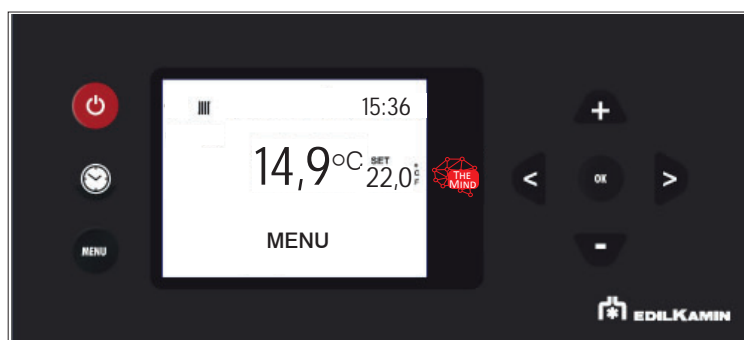 15:36
14,9°C SET 22,0 °C °F
THE MIND
MENU
< OK >
+
-
MENU
EDILKAMIN